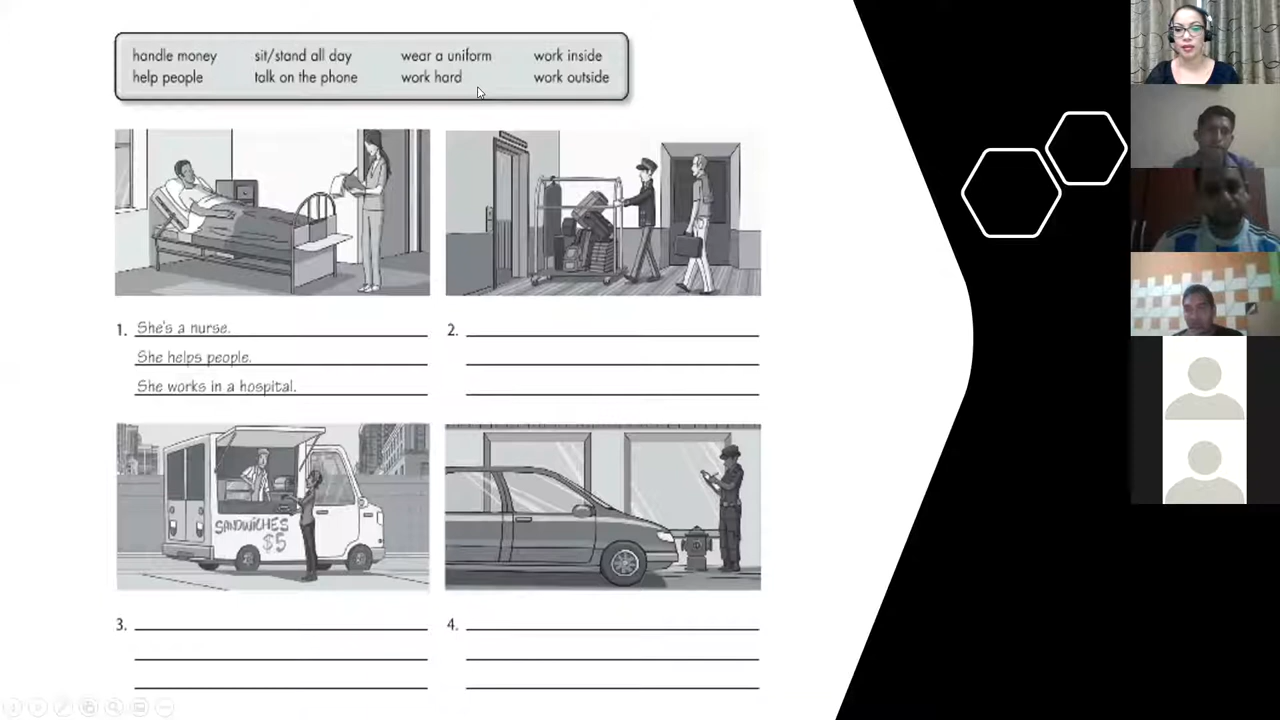 handle money sit/stand all day wear a uniform work inside
help people talk on the phone work hard work outside
1. She's a nurse.
She helps people.
She works in a hospital.
2.
SANDWICHES
$5
3.
4.